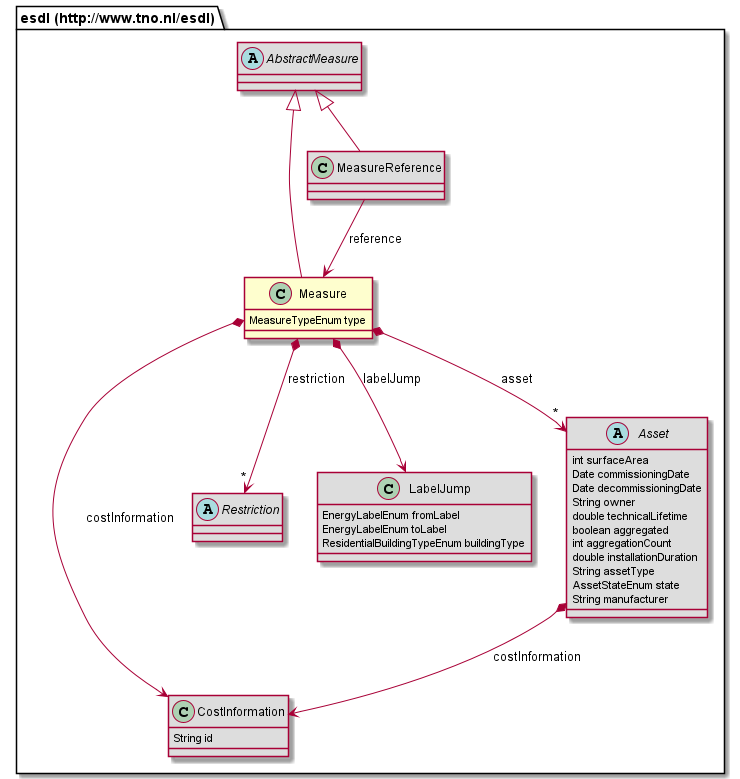 esdl (http://www.tno.nl/esdl)
A AbstractMeasure
C MeasureReference
reference
C Measure
MeasureTypeEnum type
restriction
labelJump
asset
*
*
A Asset
int surfaceArea
Date commissioningDate
Date decommissioningDate
String owner
double technicalLifetime
boolean aggregated
int aggregationCount
double installationDuration
String assetType
AssetStateEnum state
String manufacturer
C LabelJump
EnergyLabelEnum fromLabel
EnergyLabelEnum toLabel
ResidentialBuildingTypeEnum buildingType
A Restriction
costInformation
costInformation
C CostInformation
String id